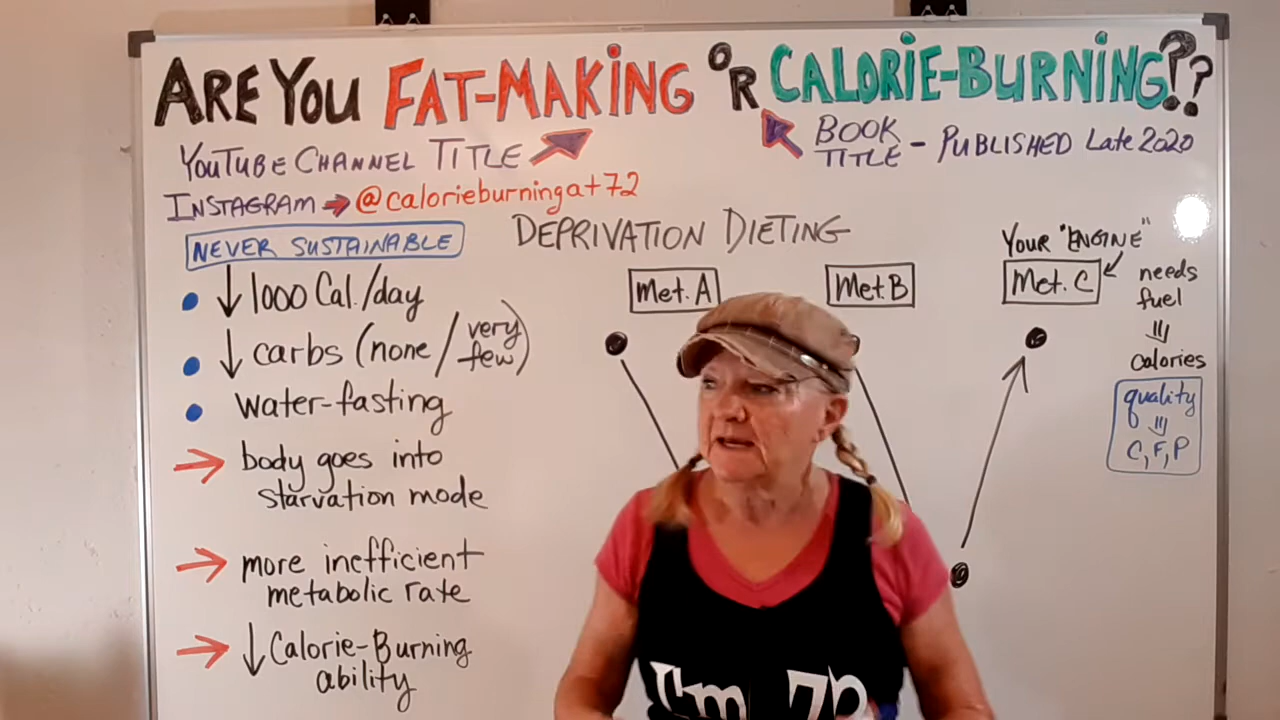 ARE YOU FAT-MAKING OR CALORIE-BURNING??
YOUTUBE CHANNEL TITLE
BOOK
TITLE - PUBLISHED Late 2020
INSTAGRAM → @calorieburningat72
DEPRIVATION DIETING
NEVER SUSTAINABLE
• ↓ 1000 Cal./day
• ↓ carbs (none/very few)
• water-fasting
→ body goes into
starvation mode
→ more inefficient
metabolic rate
→ ↓ Calorie-Burning
ability
Met. A
Met. B
YOUR "ENGINE"
Met. C
needs
fuel
⇓
calories
quality
⇓
C, F, P
I'm 72